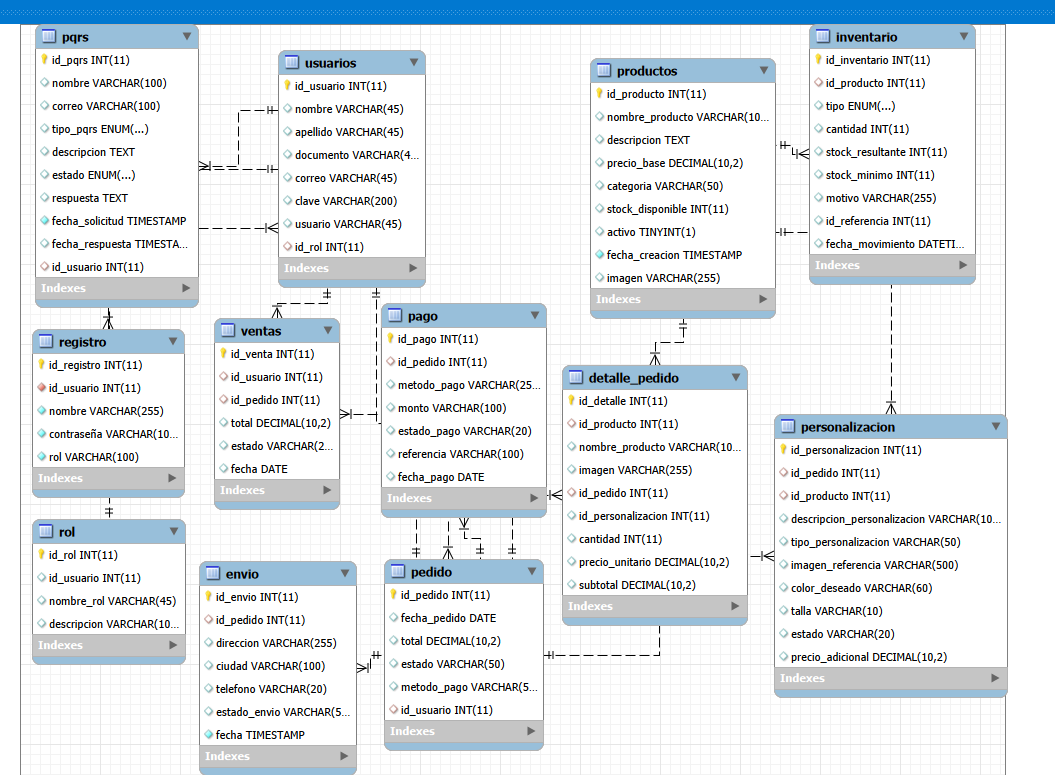 pqrs
id_pqrs INT(11)
nombre VARCHAR(100)
correo VARCHAR(100)
tipo_pqrs ENUM(...)
descripcion TEXT
estado ENUM(...)
respuesta TEXT
fecha_solicitud TIMESTAMP
fecha_respuesta TIMESTA...
id_usuario INT(11)
Indexes
usuarios
id_usuario INT(11)
nombre VARCHAR(45)
apellido VARCHAR(45)
documento VARCHAR(4...
correo VARCHAR(45)
clave VARCHAR(200)
usuario VARCHAR(45)
id_rol INT(11)
Indexes
productos
id_producto INT(11)
nombre_producto VARCHAR(10...
descripcion TEXT
precio_base DECIMAL(10,2)
categoria VARCHAR(50)
stock_disponible INT(11)
activo TINYINT(1)
fecha_creacion TIMESTAMP
imagen VARCHAR(255)
Indexes
inventario
id_inventario INT(11)
id_producto INT(11)
tipo ENUM(...)
cantidad INT(11)
stock_resultante INT(11)
stock_minimo INT(11)
motivo VARCHAR(255)
id_referencia INT(11)
fecha_movimiento DATETI...
Indexes
registro
id_registro INT(11)
id_usuario INT(11)
nombre VARCHAR(255)
contraseña VARCHAR(10...
rol VARCHAR(100)
Indexes
ventas
id_venta INT(11)
id_usuario INT(11)
id_pedido INT(11)
total DECIMAL(10,2)
estado VARCHAR(2...
fecha DATE
Indexes
pago
id_pago INT(11)
id_pedido INT(11)
metodo_pago VARCHAR(25...
monto VARCHAR(100)
estado_pago VARCHAR(20)
referencia VARCHAR(100)
fecha_pago DATE
Indexes
detalle_pedido
id_detalle INT(11)
id_producto INT(11)
nombre_producto VARCHAR(10...
imagen VARCHAR(255)
id_pedido INT(11)
id_personalizacion INT(11)
cantidad INT(11)
precio_unitario DECIMAL(10,2)
subtotal DECIMAL(10,2)
Indexes
personalizacion
id_personalizacion INT(11)
id_pedido INT(11)
id_producto INT(11)
descripcion_personalizacion VARCHAR(10...
tipo_personalizacion VARCHAR(50)
imagen_referencia VARCHAR(500)
color_deseado VARCHAR(60)
talla VARCHAR(10)
estado VARCHAR(20)
precio_adicional DECIMAL(10,2)
Indexes
rol
id_rol INT(11)
id_usuario INT(11)
nombre_rol VARCHAR(45)
descripcion VARCHAR(10...
Indexes
envio
id_envio INT(11)
id_pedido INT(11)
direccion VARCHAR(255)
ciudad VARCHAR(100)
telefono VARCHAR(20)
estado_envio VARCHAR(5...
fecha TIMESTAMP
Indexes
pedido
id_pedido INT(11)
fecha_pedido DATE
total DECIMAL(10,2)
estado VARCHAR(50)
metodo_pago VARCHAR(5...
id_usuario INT(11)
Indexes